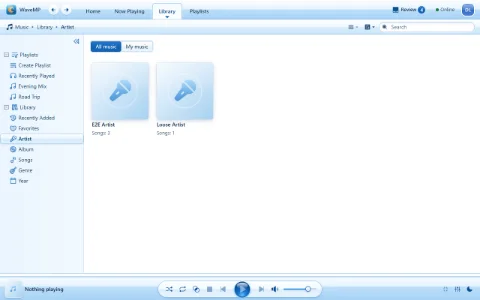 WaveMP
Home
Now Playing
Library
Playlists
Review
Online
Music › Library › Artist
Search
Playlists
Create Playlist
Recently Played
Evening Mix
Road Trip
Library
Recently Added
Favorites
Artist
Album
Songs
Genre
Year
All music
My music
E2E Artist
Songs
Loose Artist
Songs 1
Nothing playing